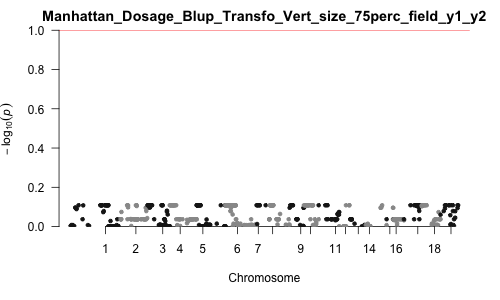 Manhattan_Dosage_Blup_Transfo_Vert_size_75perc_field_y1_y2
1.0
0.8
0.6
0.4
0.2
0.0
− log10(p)
1 2 3 4 5 6 7 9 11 14 16 18
Chromosome